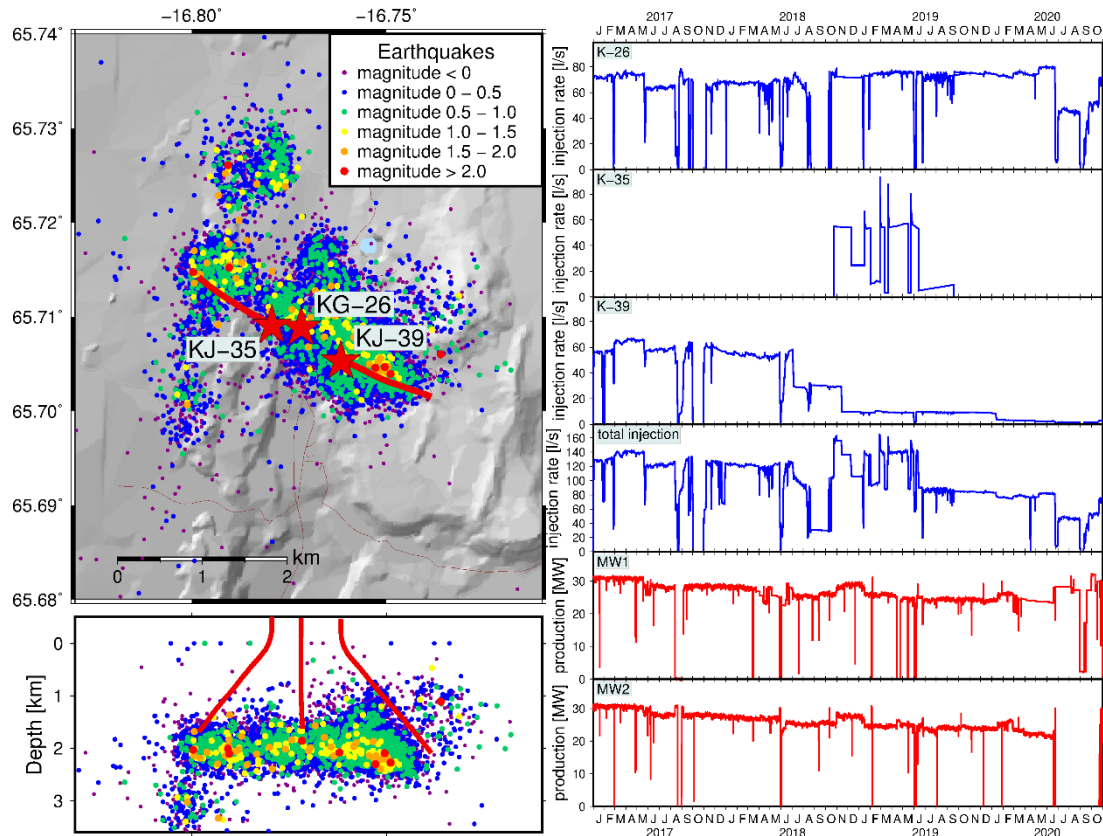 −16.80 −16.75
65.74˚
65.73˚
65.72˚
65.71˚
65.70˚
65.69˚
65.68˚
Earthquakes
magnitude < 0
magnitude 0 − 0.5
magnitude 0.5 − 1.0
magnitude 1.0 − 1.5
magnitude 1.5 − 2.0
magnitude > 2.0
KG−26
KJ−35
KJ−39
km
0 1 2
Depth [km]
0
1
2
3
2017 2018 2019 2020
J F M A M J J A S O N D J F M A M J J A S O N D J F M A M J J A S O N D J F M A M J J A S O
K−26
injection rate [l/s]
80
60
40
20
0
K−35
injection rate [l/s]
80
60
40
20
0
K−39
injection rate [l/s]
80
60
40
20
0
total injection
injection rate [l/s]
160
140
120
100
80
60
40
20
0
MW1
production [MW]
30
20
10
0
MW2
production [MW]
30
20
10
0
J F M A M J J A S O N D J F M A M J J A S O N D J F M A M J J A S O N D J F M A M J J A S O
2017 2018 2019 2020